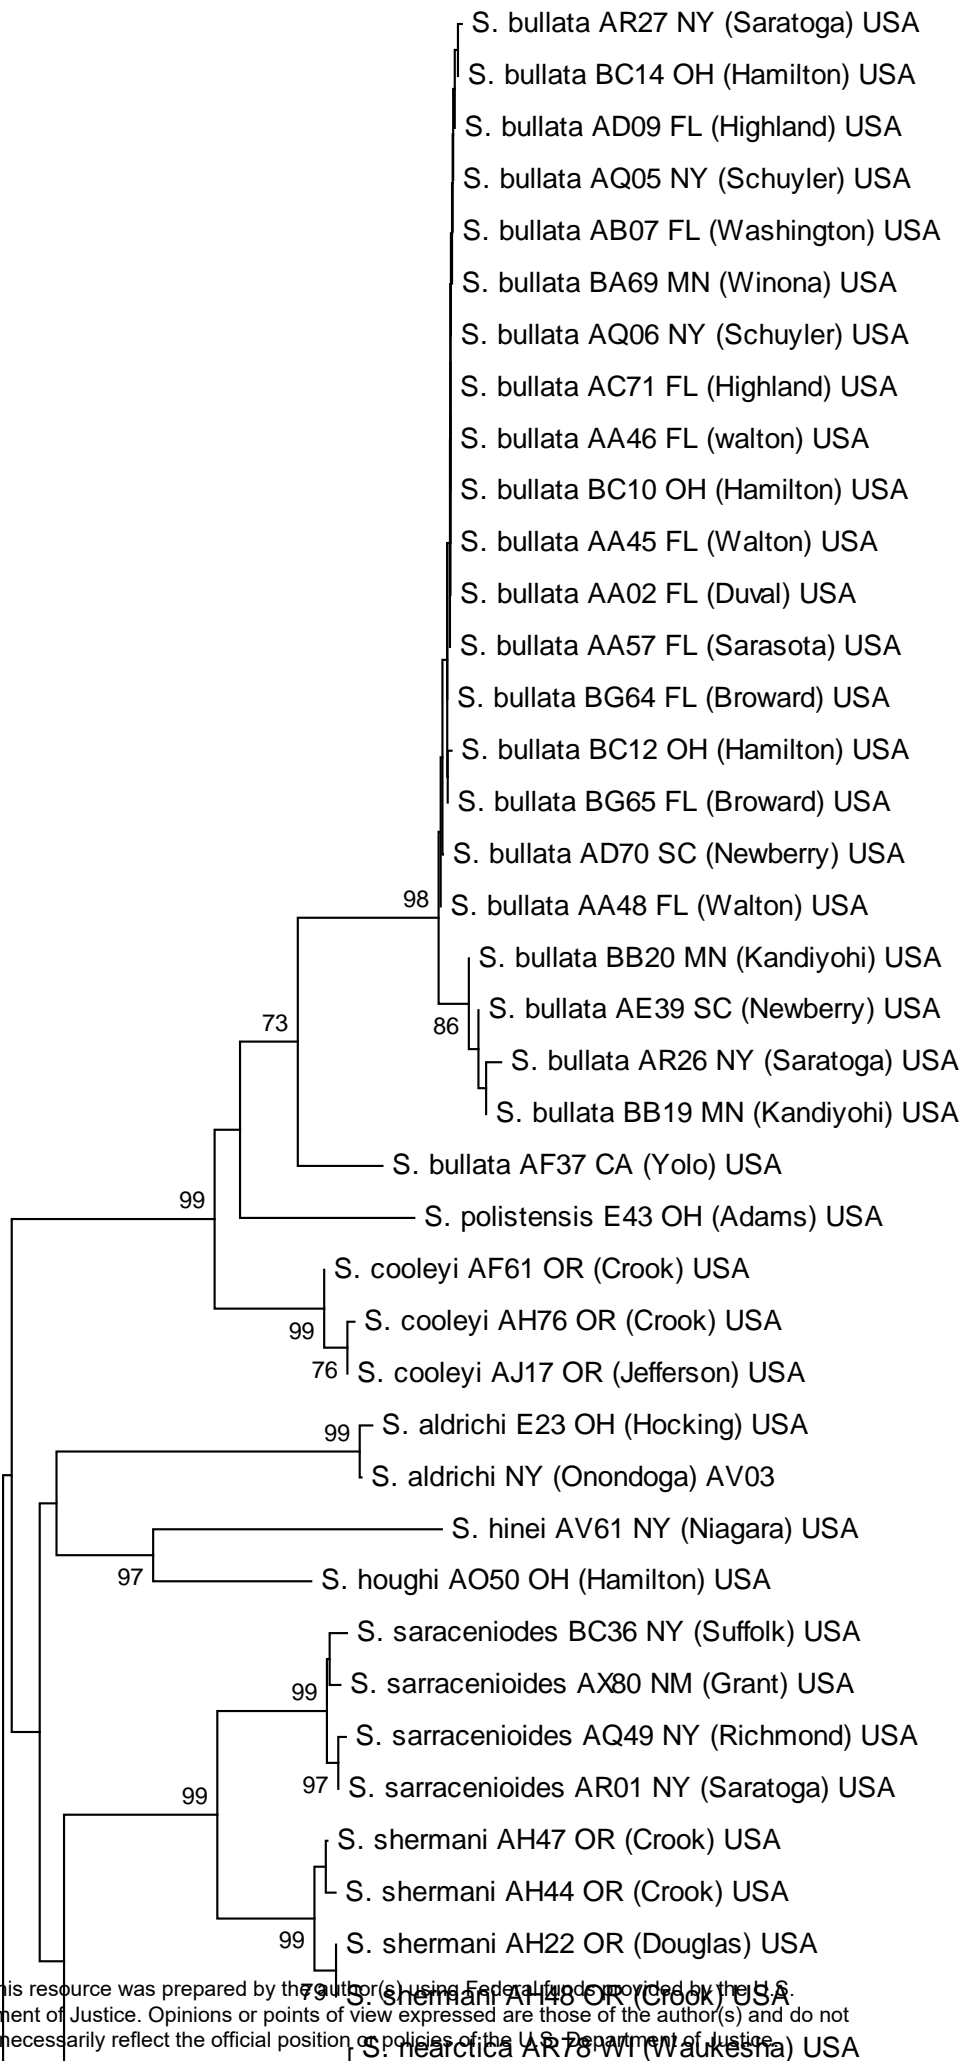 S. bullata AR27 NY (Saratoga) USA
S. bullata BC14 OH (Hamilton) USA
S. bullata AD09 FL (Highland) USA
S. bullata AQ05 NY (Schuyler) USA
S. bullata AB07 FL (Washington) USA
S. bullata BA69 MN (Winona) USA
S. bullata AQ06 NY (Schuyler) USA
S. bullata AC71 FL (Highland) USA
S. bullata AA46 FL (walton) USA
S. bullata BC10 OH (Hamilton) USA
S. bullata AA45 FL (Walton) USA
S. bullata AA02 FL (Duval) USA
S. bullata AA57 FL (Sarasota) USA
S. bullata BG64 FL (Broward) USA
S. bullata BC12 OH (Hamilton) USA
S. bullata BG65 FL (Broward) USA
S. bullata AD70 SC (Newberry) USA
98
S. bullata AA48 FL (Walton) USA
S. bullata BB20 MN (Kandiyohi) USA
S. bullata AE39 SC (Newberry) USA
73
86
S. bullata AR26 NY (Saratoga) USA
S. bullata BB19 MN (Kandiyohi) USA
S. bullata AF37 CA (Yolo) USA
99
S. polistensis E43 OH (Adams) USA
S. cooleyi AF61 OR (Crook) USA
S. cooleyi AH76 OR (Crook) USA
99
76
S. cooleyi AJ17 OR (Jefferson) USA
S. aldrichi E23 OH (Hocking) USA
99
S. aldrichi NY (Onondoga) AV03
S. hinei AV61 NY (Niagara) USA
97
S. houghi AO50 OH (Hamilton) USA
S. saraceniodes BC36 NY (Suffolk) USA
S. sarracenioides AX80 NM (Grant) USA
99
S. sarracenioides AQ49 NY (Richmond) USA
97
S. sarracenioides AR01 NY (Saratoga) USA
99
S. shermani AH47 OR (Crook) USA
S. shermani AH44 OR (Crook) USA
99
S. shermani AH22 OR (Douglas) USA
79
S. shermani AH48 OR (Crook) USA
his resource was prepared by the author(s) using Federal funds provided by the U.S.
ment of Justice. Opinions or points of view expressed are those of the author(s) and do not
necessarily reflect the official position or policies of the U.S. Department of Justice.
S. nearctica AR78 WI (Waukesha) USA